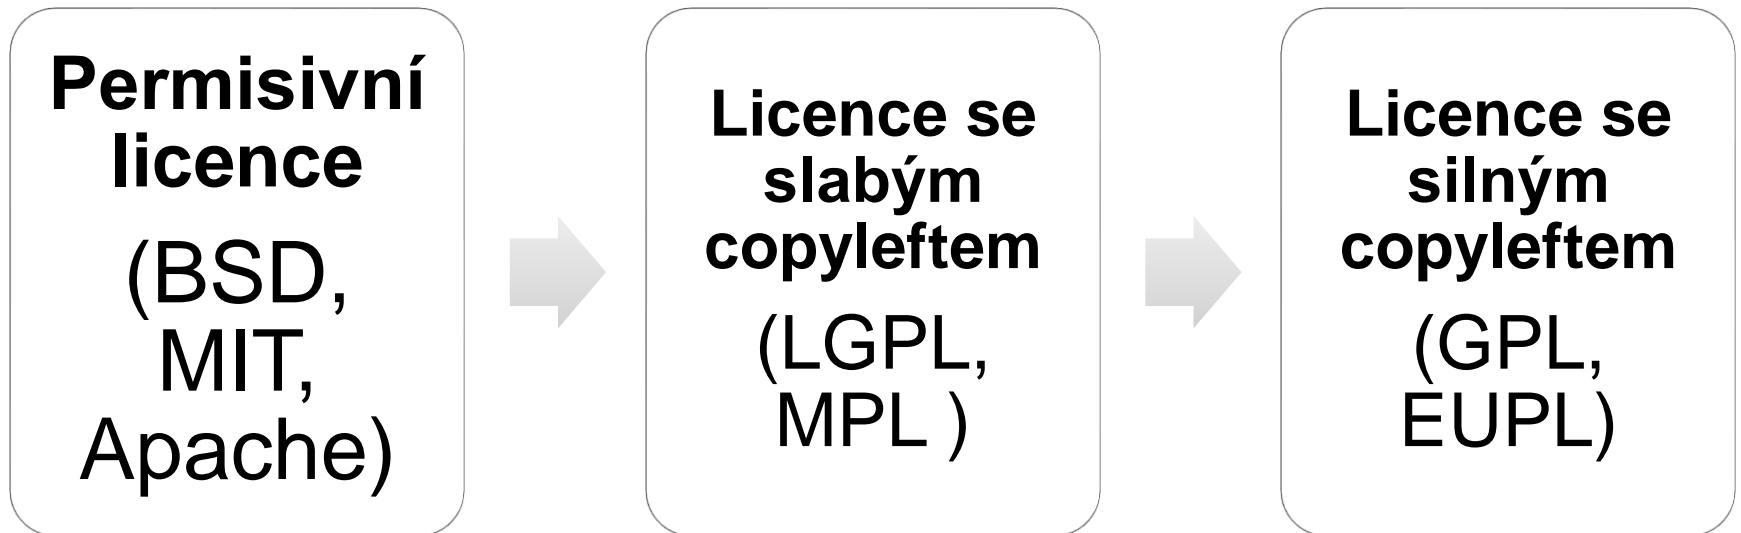 Permisivní
licence
(BSD,
MIT,
Apache)
Licence se
slabým
copyleftem
(LGPL,
MPL )
Licence se
silným
copyleftem
(GPL,
EUPL)